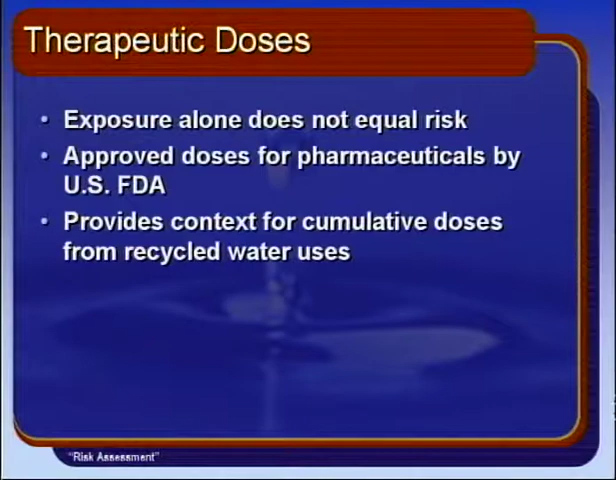 Therapeutic Doses
• Exposure alone does not equal risk
• Approved doses for pharmaceuticals by
U.S. FDA
• Provides context for cumulative doses
from recycled water uses
"Risk Assessment"